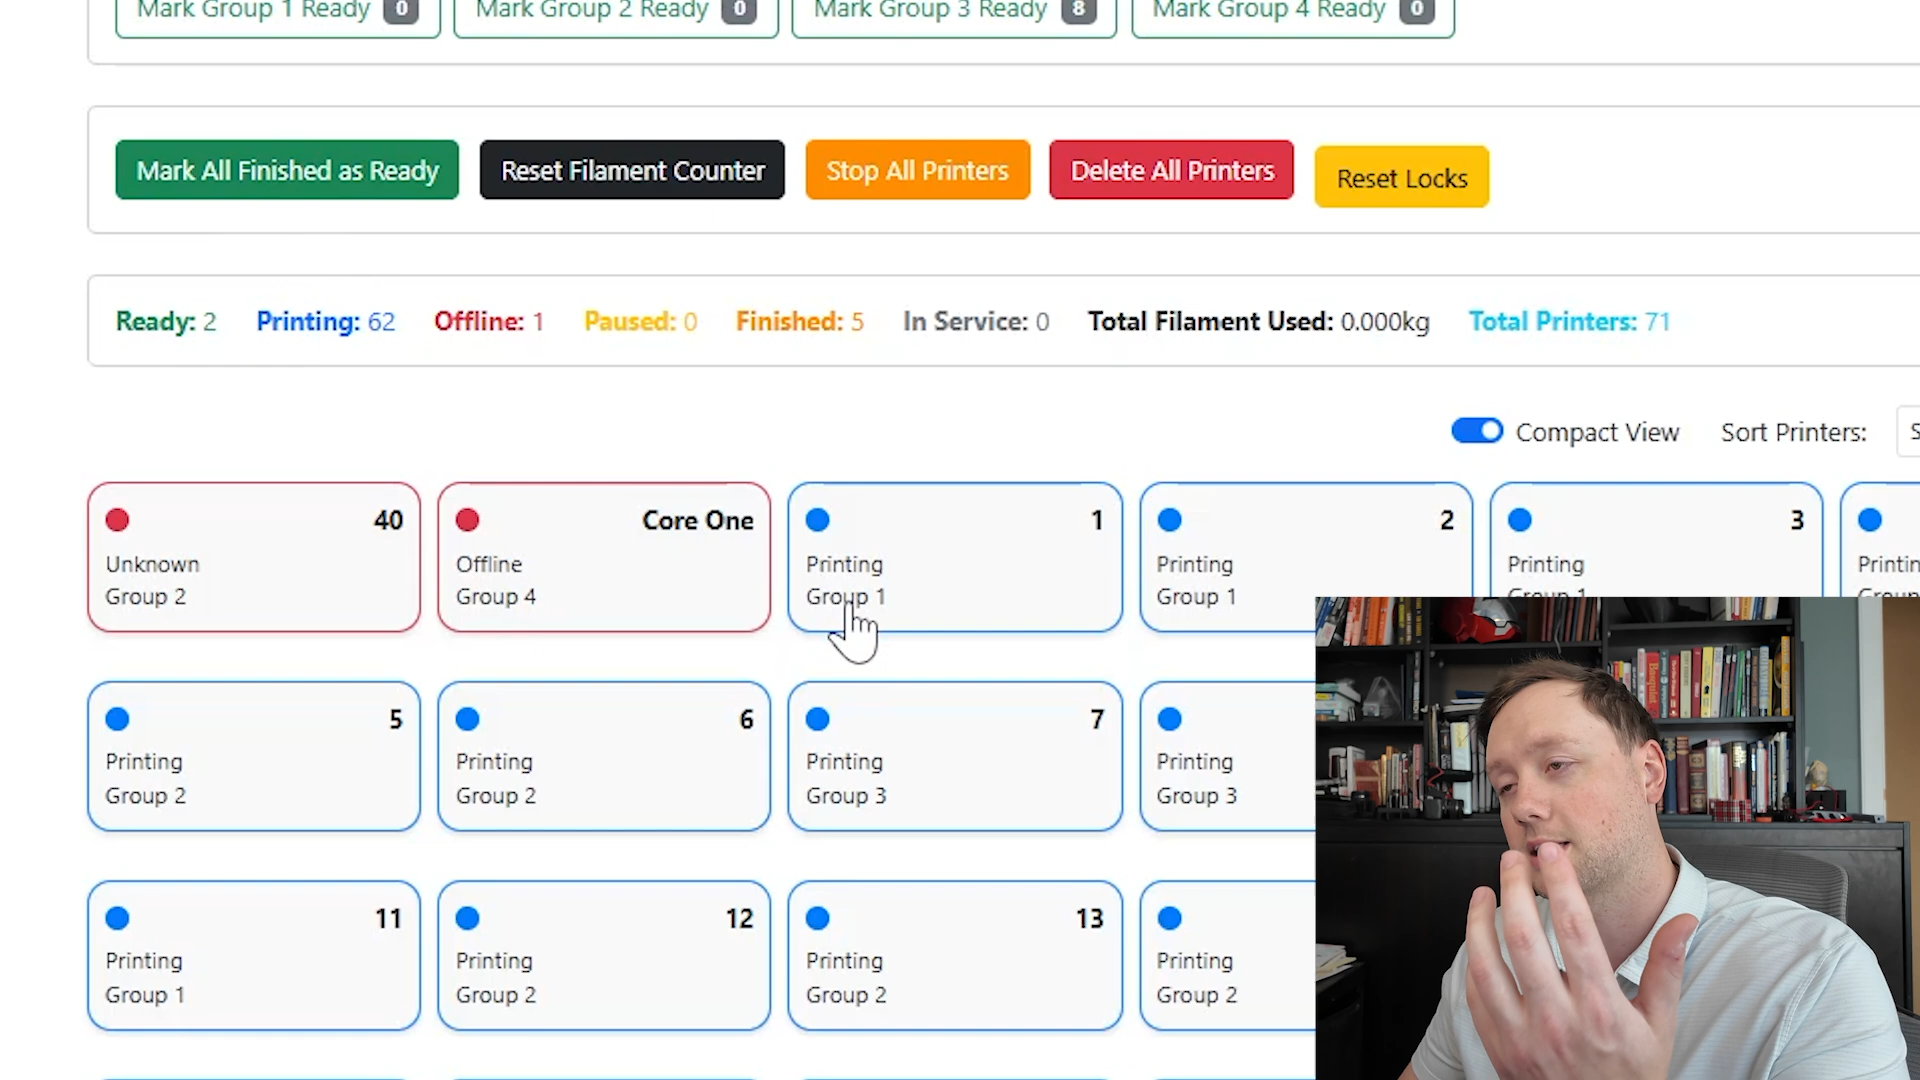 Mark Group 1 Ready 0
Mark Group 2 Ready 0
Mark Group 3 Ready 8
Mark Group 4 Ready 0
Mark All Finished as Ready
Reset Filament Counter
Stop All Printers
Delete All Printers
Reset Locks
Ready: 2
Printing: 62
Offline: 1
Paused: 0
Finished: 5
In Service: 0
Total Filament Used: 0.000kg
Total Printers: 71
Compact View
Sort Printers:
40
Unknown
Group 2
Core One
Offline
Group 4
1
Printing
Group 1
2
Printing
Group 1
3
Printing
Group 1
5
Printing
Group 2
6
Printing
Group 2
7
Printing
Group 3
Printing
Group 3
11
Printing
Group 1
12
Printing
Group 2
13
Printing
Group 2
Printing
Group 2